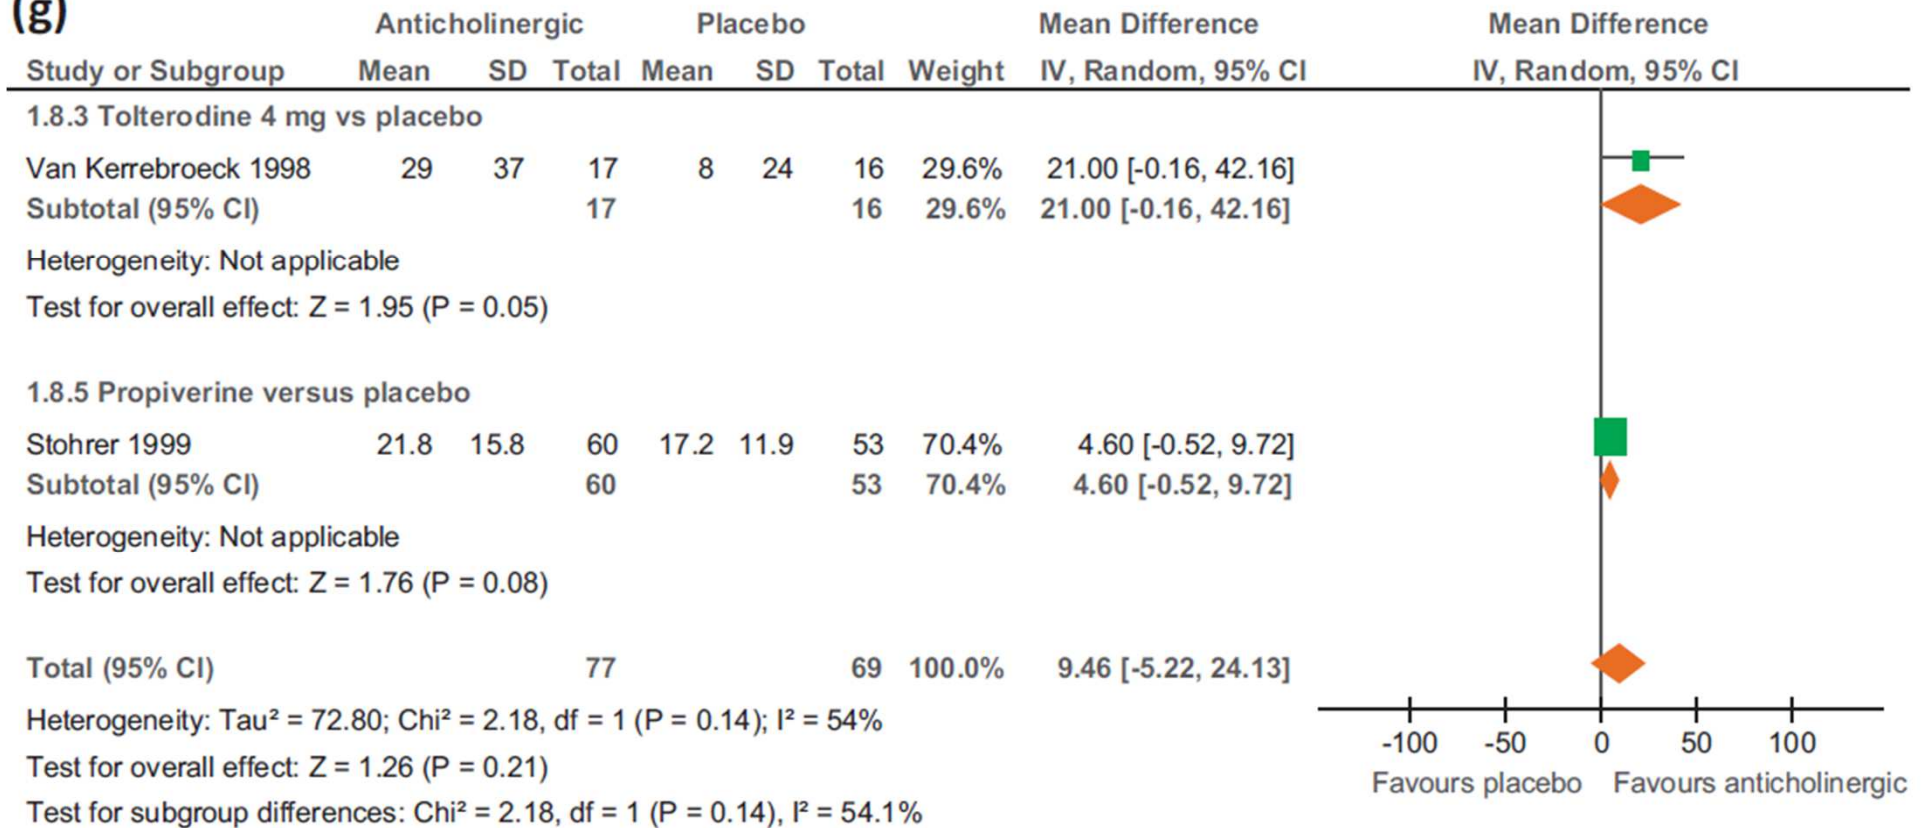 (g)
Anticholinergic Placebo Mean Difference Mean Difference
Study or Subgroup Mean SD Total Mean SD Total Weight IV, Random, 95% CI IV, Random, 95% CI
1.8.3 Tolterodine 4 mg vs placebo
Van Kerrebroeck 1998 29 37 17 8 24 16 29.6% 21.00 [-0.16, 42.16]
Subtotal (95% CI) 17 16 29.6% 21.00 [-0.16, 42.16]
Heterogeneity: Not applicable
Test for overall effect: Z = 1.95 (P = 0.05)
1.8.5 Propiverine versus placebo
Stohrer 1999 21.8 15.8 60 17.2 11.9 53 70.4% 4.60 [-0.52, 9.72]
Subtotal (95% CI) 60 53 70.4% 4.60 [-0.52, 9.72]
Heterogeneity: Not applicable
Test for overall effect: Z = 1.76 (P = 0.08)
Total (95% CI) 77 69 100.0% 9.46 [-5.22, 24.13]
Heterogeneity: Tau² = 72.80; Chi² = 2.18, df = 1 (P = 0.14); I² = 54%
Test for overall effect: Z = 1.26 (P = 0.21)
Test for subgroup differences: Chi² = 2.18, df = 1 (P = 0.14), I² = 54.1%
-100 -50 0 50 100
Favours placebo Favours anticholinergic